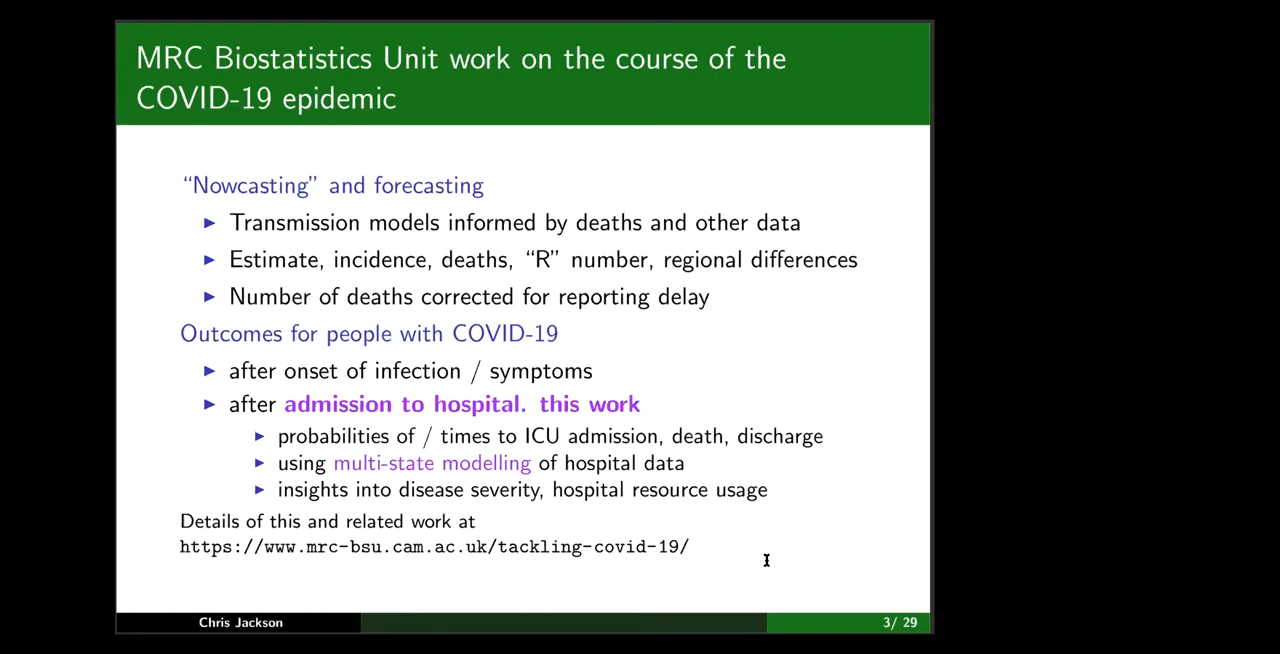 MRC Biostatistics Unit work on the course of the
COVID-19 epidemic
“Nowcasting” and forecasting
▶ Transmission models informed by deaths and other data
▶ Estimate, incidence, deaths, “R” number, regional differences
▶ Number of deaths corrected for reporting delay
Outcomes for people with COVID-19
▶ after onset of infection / symptoms
▶ after admission to hospital. this work
▶ probabilities of / times to ICU admission, death, discharge
▶ using multi-state modelling of hospital data
▶ insights into disease severity, hospital resource usage
Details of this and related work at
https://www.mrc-bsu.cam.ac.uk/tackling-covid-19/
Chris Jackson
3/ 29